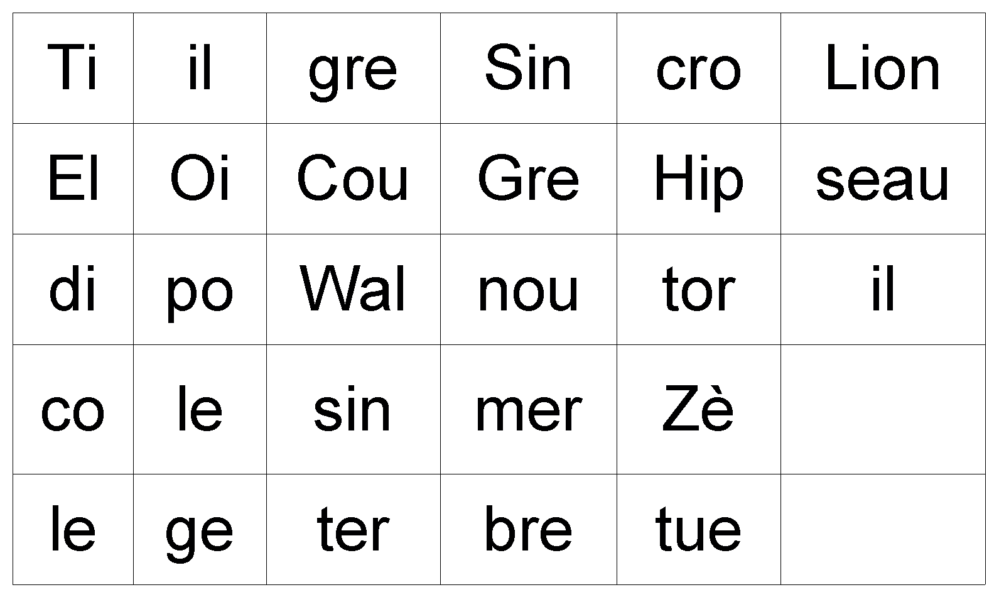 Ti il gre Sin cro Lion
El Oi Cou Gre Hip seau
di po Wal nou tor il
co le sin mer Zè
le ge ter bre tue